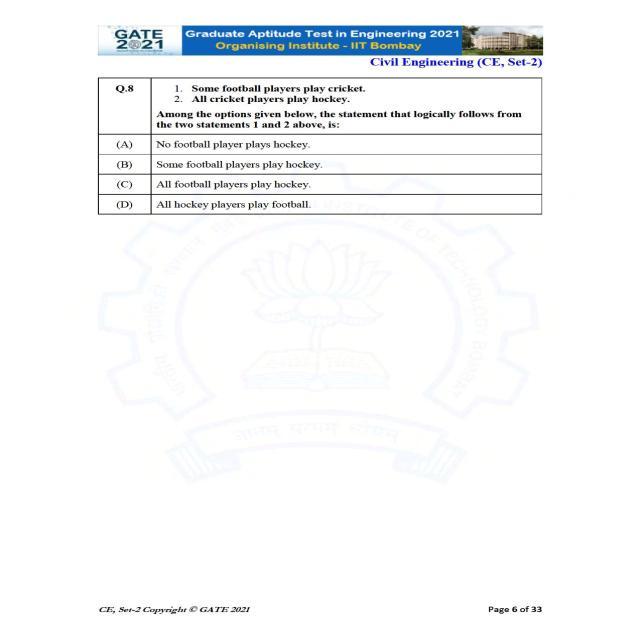 GATE
2021
Graduate Aptitude Test in Engineering 2021
Organising Institute - IIT Bombay
Civil Engineering (CE, Set-2)
Q.8
1. Some football players play cricket.
2. All cricket players play hockey.
Among the options given below, the statement that logically follows from
the two statements 1 and 2 above, is:
(A) No football player plays hockey.
(B) Some football players play hockey.
(C) All football players play hockey.
(D) All hockey players play football.
CE, Set-2 Copyright © GATE 2021
Page 6 of 33